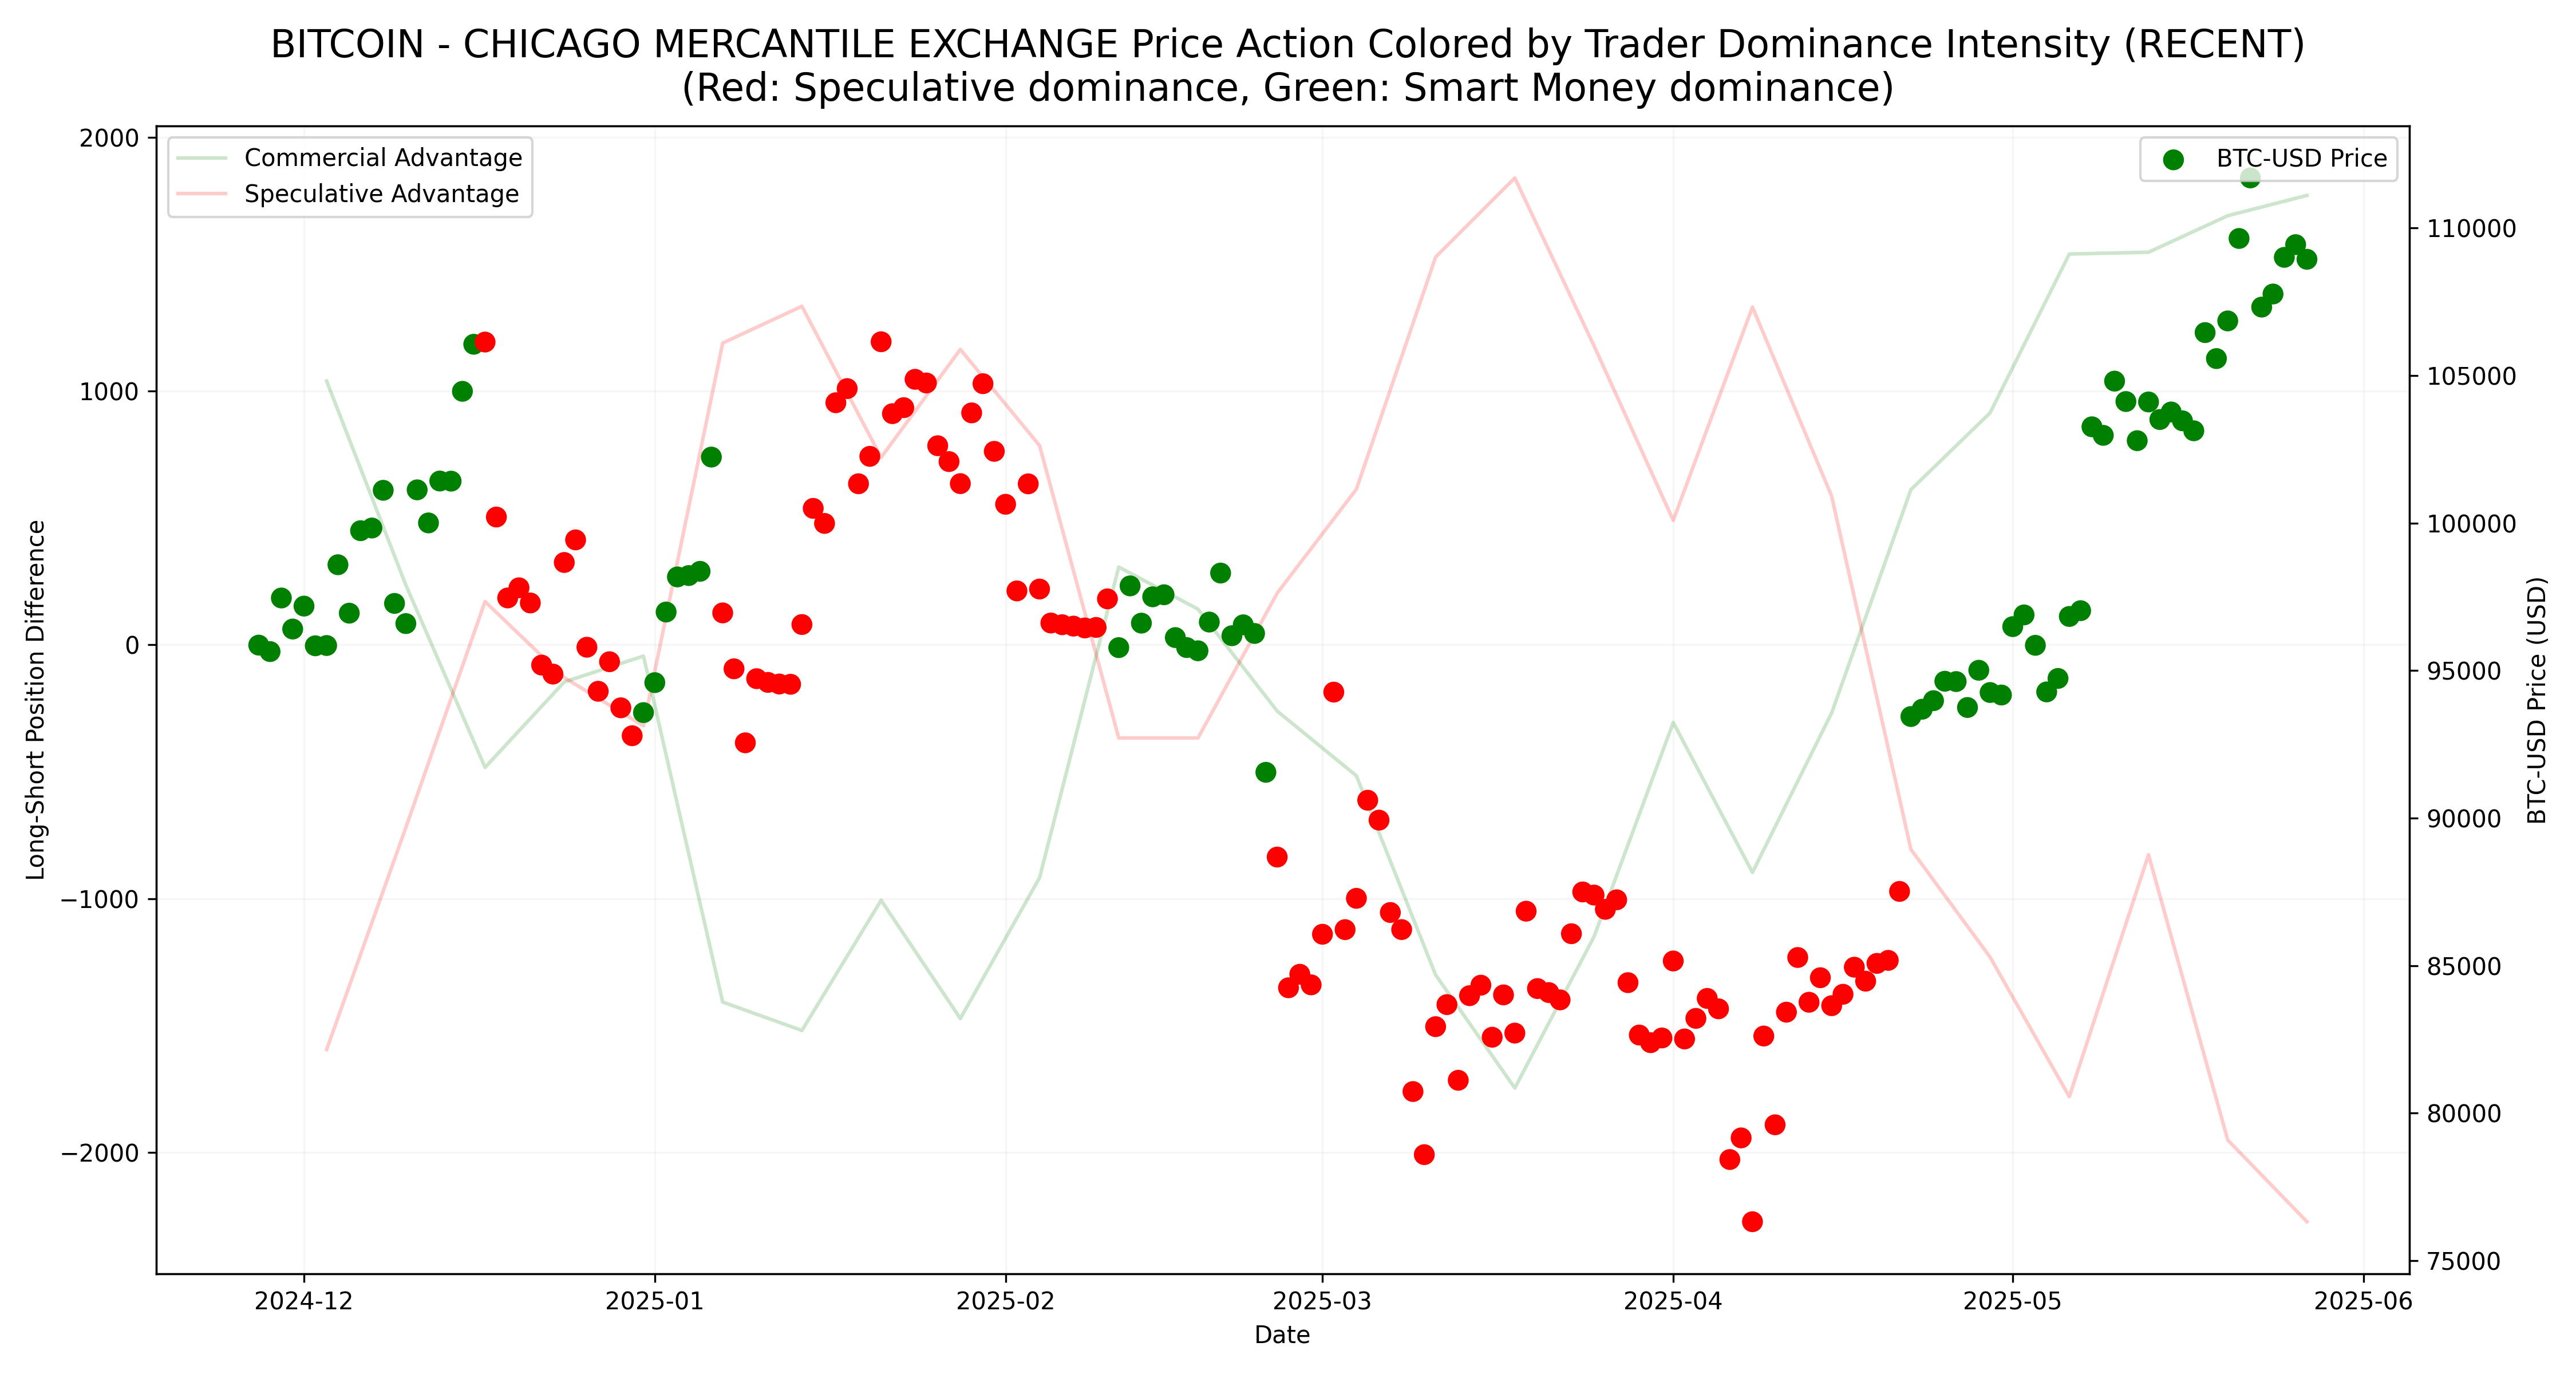 BITCOIN - CHICAGO MERCANTILE EXCHANGE Price Action Colored by Trader Dominance Intensity (RECENT)
(Red: Speculative dominance, Green: Smart Money dominance)
Commercial Advantage
Speculative Advantage
BTC-USD Price
Long-Short Position Difference
2000
1000
0
−1000
−2000
110000
105000
100000
95000
90000
85000
80000
75000
BTC-USD Price (USD)
2024-12
2025-01
2025-02
2025-03
2025-04
2025-05
2025-06
Date